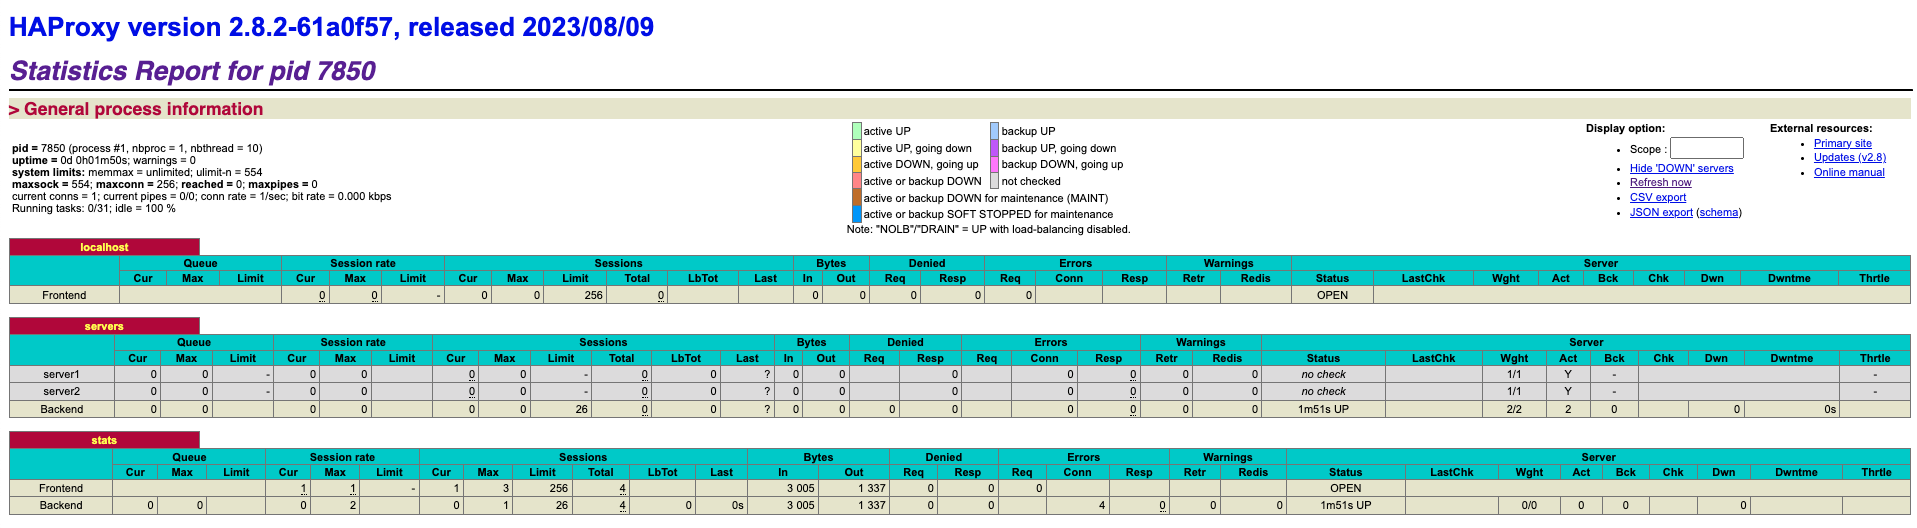 HAProxy version 2.8.2-61a0f57, released 2023/08/09
Statistics Report for pid 7850
> General process information
pid = 7850 (process #1, nbproc = 1, nbthread = 10)
uptime = 0d 0h01m50s; warnings = 0
system limits: memmax = unlimited; ulimit-n = 554
maxsock = 554; maxconn = 256; reached = 0; maxpipes = 0
current conns = 1; current pipes = 0/0; conn rate = 1/sec; bit rate = 0.000 kbps
Running tasks: 0/31; idle = 100 %
active UP backup UP
active UP, going down backup UP, going down
active DOWN, going up backup DOWN, going up
active or backup DOWN not checked
active or backup DOWN for maintenance (MAINT)
active or backup SOFT STOPPED for maintenance
Note: "NOLB"/"DRAIN" = UP with load-balancing disabled.
Display option:
• Scope :
• Hide 'DOWN' servers
• Refresh now
• CSV export
• JSON export (schema)
External resources:
• Primary site
• Updates (v2.8)
• Online manual
localhost
Queue Session rate Sessions Bytes Denied Errors Warnings Server
Cur Max Limit Cur Max Limit Cur Max Limit Total LbTot Last In Out Req Resp Req Conn Resp Retr Redis Status LastChk Wght Act Bck Chk Dwn Dwntme Thrtle
Frontend 0 0 - 0 0 256 0 0 0 0 0 0 OPEN
servers
Queue Session rate Sessions Bytes Denied Errors Warnings Server
Cur Max Limit Cur Max Limit Cur Max Limit Total LbTot Last In Out Req Resp Req Conn Resp Retr Redis Status LastChk Wght Act Bck Chk Dwn Dwntme Thrtle
server1 0 0 - 0 0 0 0 - 0 0 ? 0 0 0 0 0 0 0 no check 1/1 Y - -
server2 0 0 - 0 0 0 0 - 0 0 ? 0 0 0 0 0 0 0 no check 1/1 Y - -
Backend 0 0 0 0 0 0 26 0 0 ? 0 0 0 0 0 0 0 0 1m51s UP 2/2 2 0 0 0s
stats
Queue Session rate Sessions Bytes Denied Errors Warnings Server
Cur Max Limit Cur Max Limit Cur Max Limit Total LbTot Last In Out Req Resp Req Conn Resp Retr Redis Status LastChk Wght Act Bck Chk Dwn Dwntme Thrtle
Frontend 1 1 - 1 3 256 4 3 005 1 337 0 0 0 OPEN
Backend 0 0 0 2 0 1 26 4 0 0s 3 005 1 337 0 0 4 0 0 0 1m51s UP 0/0 0 0 0